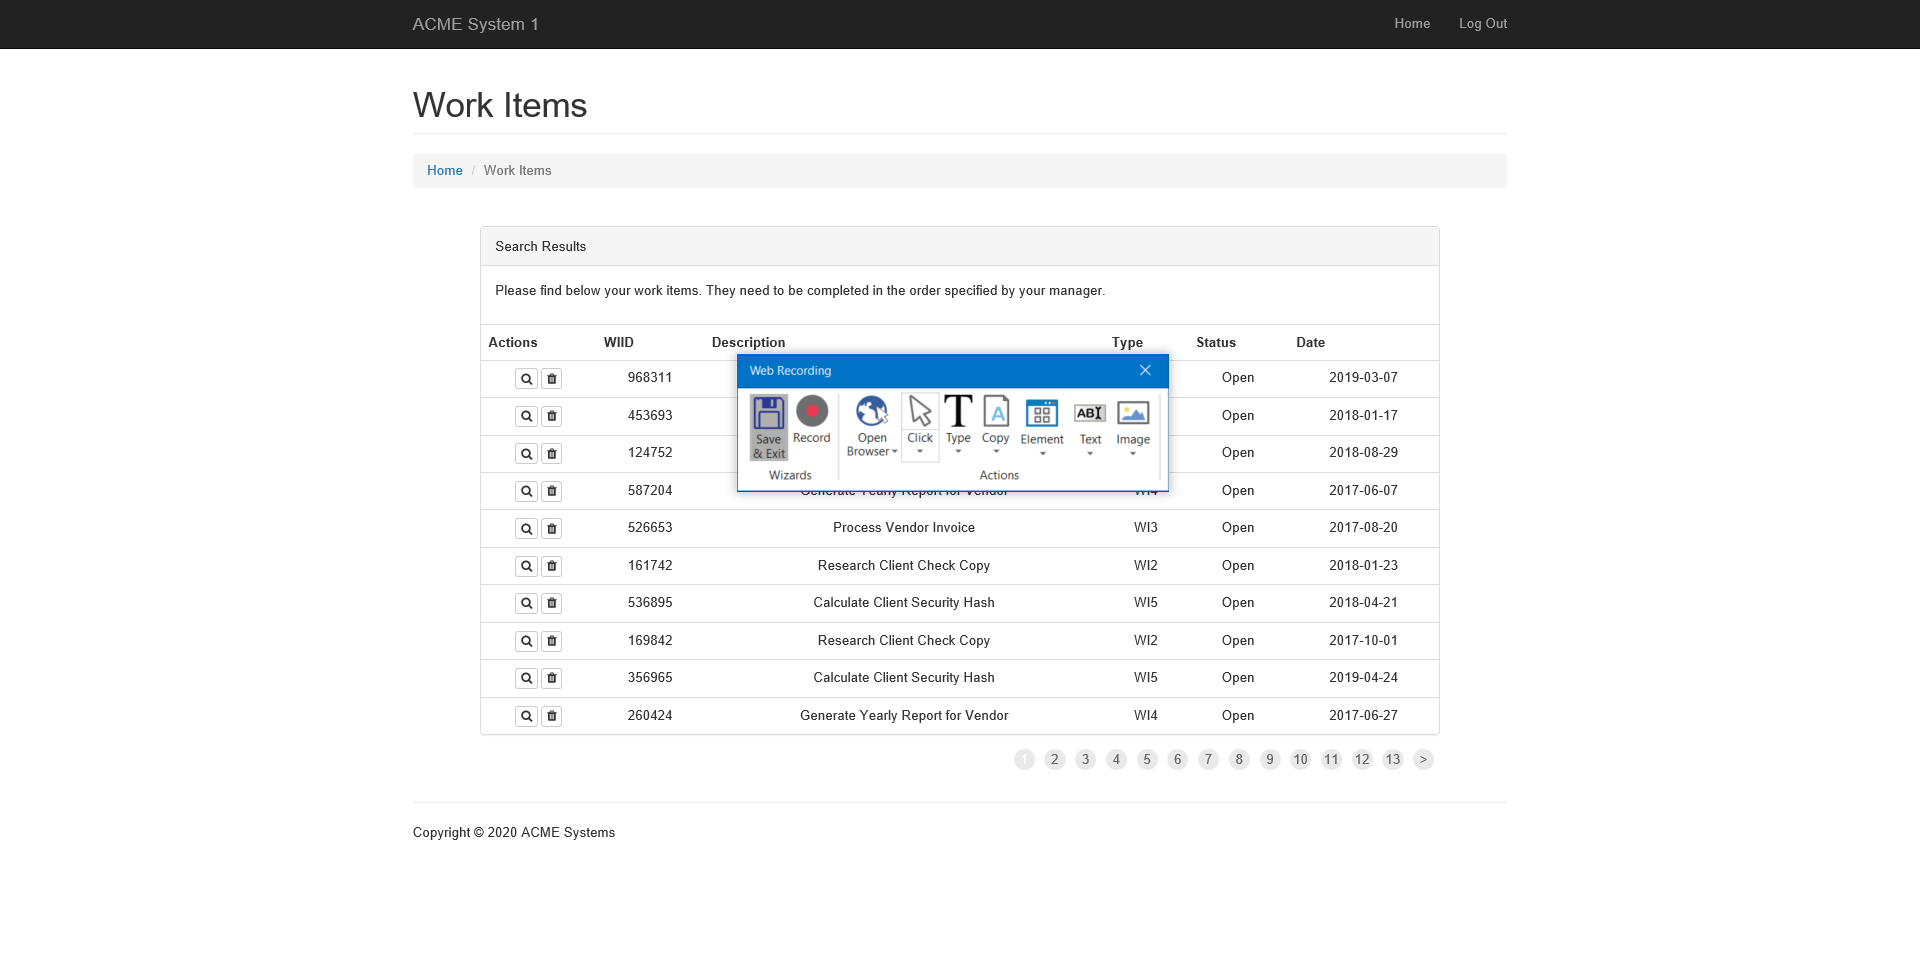 ACME System 1 Home Log Out
Work Items
Home / Work Items
Search Results
Please find below your work items. They need to be completed in the order specified by your manager.
Actions WIID Description Type Status Date
968311 Open 2019-03-07
453693 Open 2018-01-17
124752 Open 2018-08-29
587204 Generate Yearly Report for Vendor WI4 Open 2017-06-07
Web Recording
Save & Exit Record Open Browser Click Type Copy Element Text Image
ABI
A
Wizards Actions
526653 Process Vendor Invoice WI3 Open 2017-08-20
161742 Research Client Check Copy WI2 Open 2018-01-23
536895 Calculate Client Security Hash WI5 Open 2018-04-21
169842 Research Client Check Copy WI2 Open 2017-10-01
356965 Calculate Client Security Hash WI5 Open 2019-04-24
260424 Generate Yearly Report for Vendor WI4 Open 2017-06-27
1 2 3 4 5 6 7 8 9 10 11 12 13 >
Copyright © 2020 ACME Systems